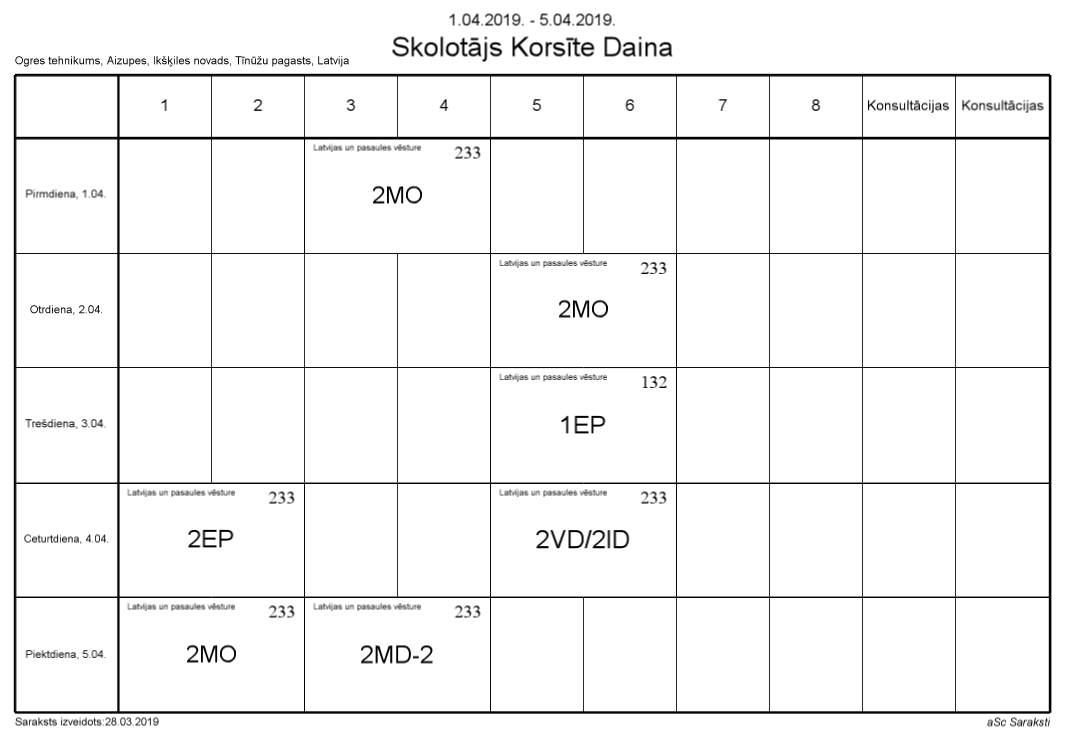 1.04.2019. - 5.04.2019.
Skolotājs Korsīte Daina
Ogres tehnikums, Aizupes, Ikšķiles novads, Tīnūžu pagasts, Latvija
1 2 3 4 5 6 7 8 Konsultācijas Konsultācijas
Latvijas un pasaules vēsture 233
Pirmdiena, 1.04. 2MO
Latvijas un pasaules vēsture 233
Otrdiena, 2.04. 2MO
Latvijas un pasaules vēsture 132
Trešdiena, 3.04. 1EP
Latvijas un pasaules vēsture 233 Latvijas un pasaules vēsture 233
Ceturtdiena, 4.04. 2EP 2VD/2ID
Latvijas un pasaules vēsture 233 Latvijas un pasaules vēsture 233
Piektdiena, 5.04. 2MO 2MD-2
Saraksts izveidots:28.03.2019 aSc Saraksti